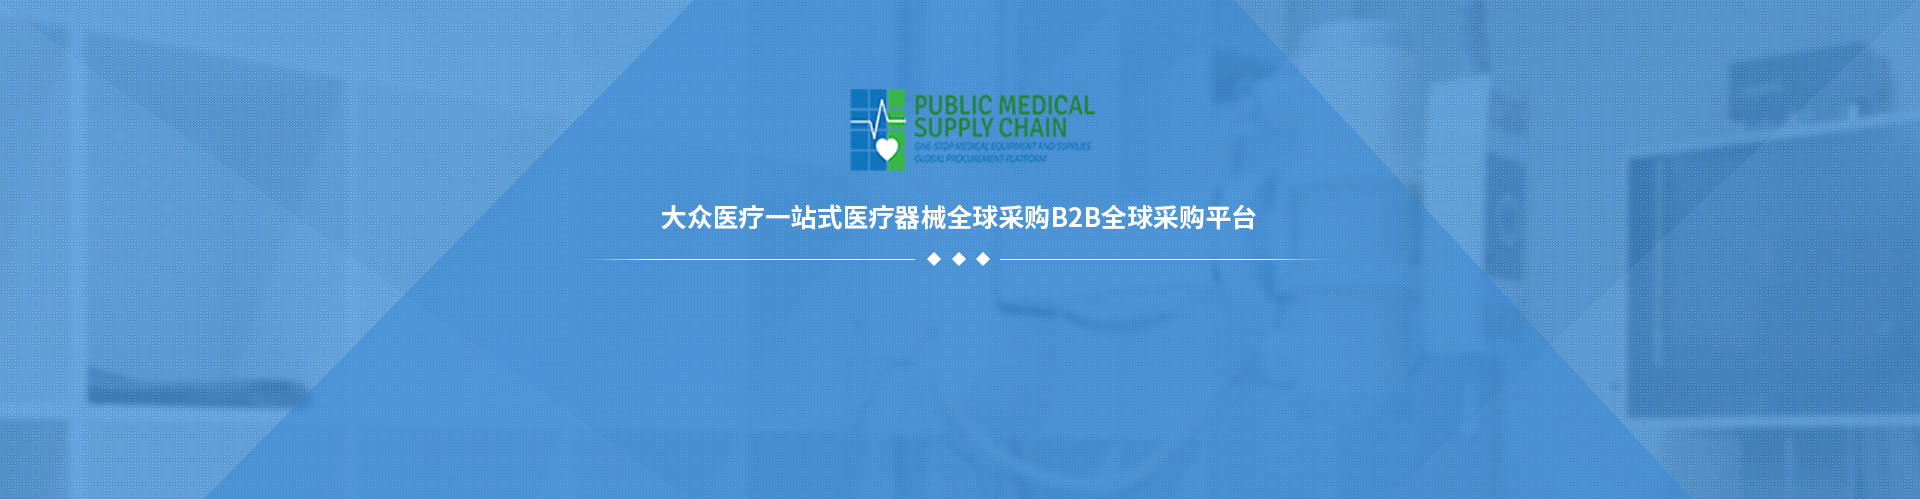 PUBLIC MEDICAL
SUPPLY CHAIN
ONE-STOP MEDICAL EQUIPMENT AND SUPPLIES
GLOBAL PROCUREMENT PLATFORM
大众医疗一站式医疗器械全球采购B2B全球采购平台